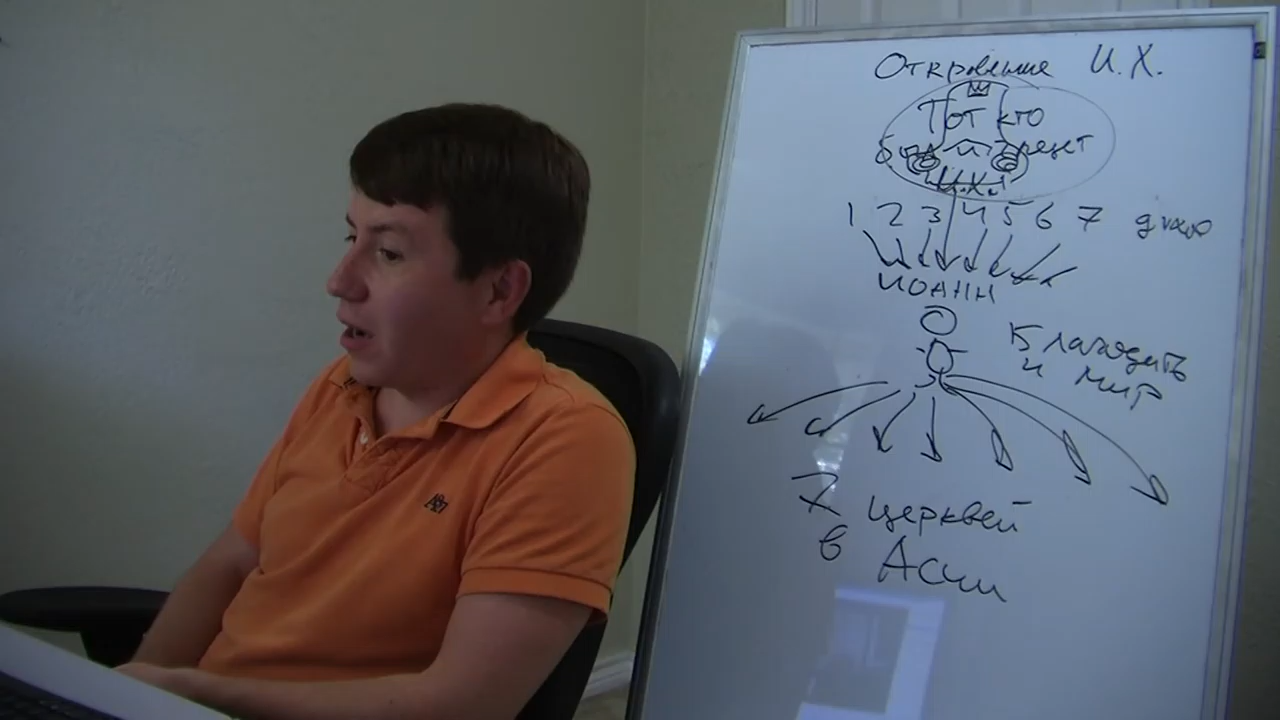 Откровение И.Х.
Тот кто
был и грядет
И.Х.
1 2 3 4 5 6 7 духов
ИОАНН
Благодать
и мир
7 церквей
в Асии